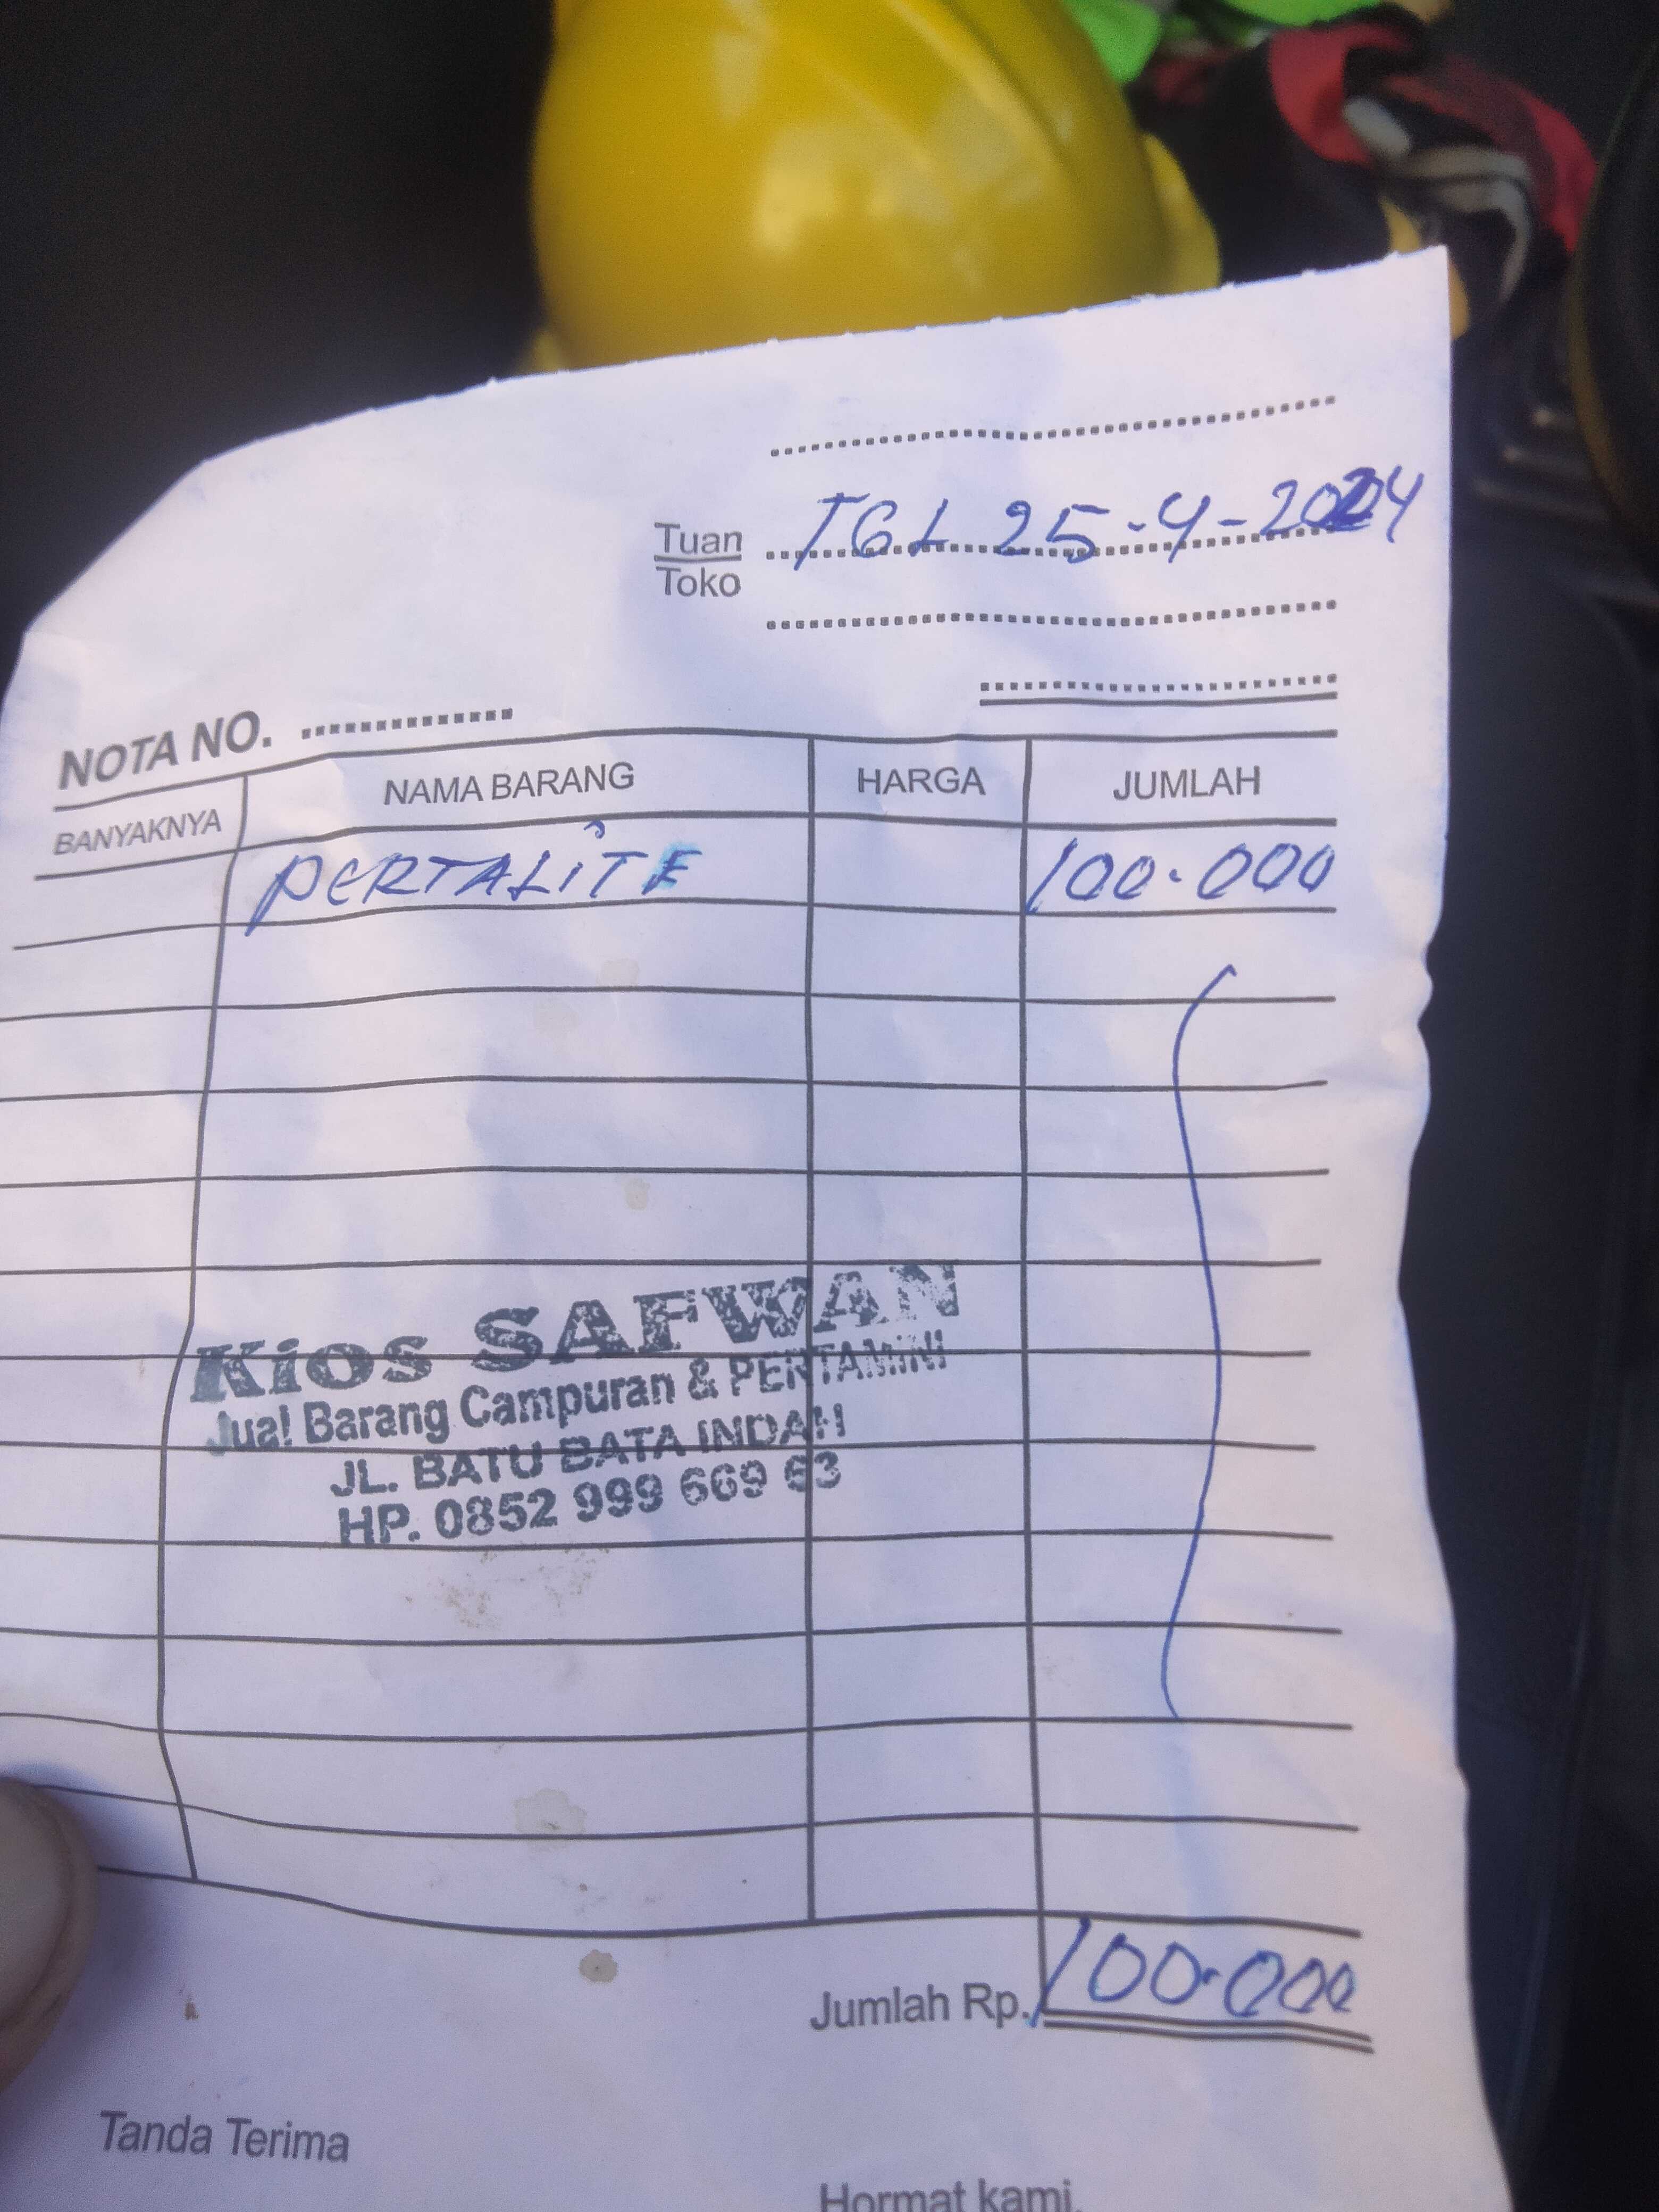 Tuan
Toko
TGL 25-4-2024
NOTA NO.
BANYAKNYA NAMA BARANG HARGA JUMLAH
PERTALITE 100.000
Kios SAFWAN
Jual Barang Campuran & PERTAMINI
JL. BATU BATA INDAH
HP. 0852 999 669 63
Jumlah Rp. 100.000
Tanda Terima
Hormat kami,